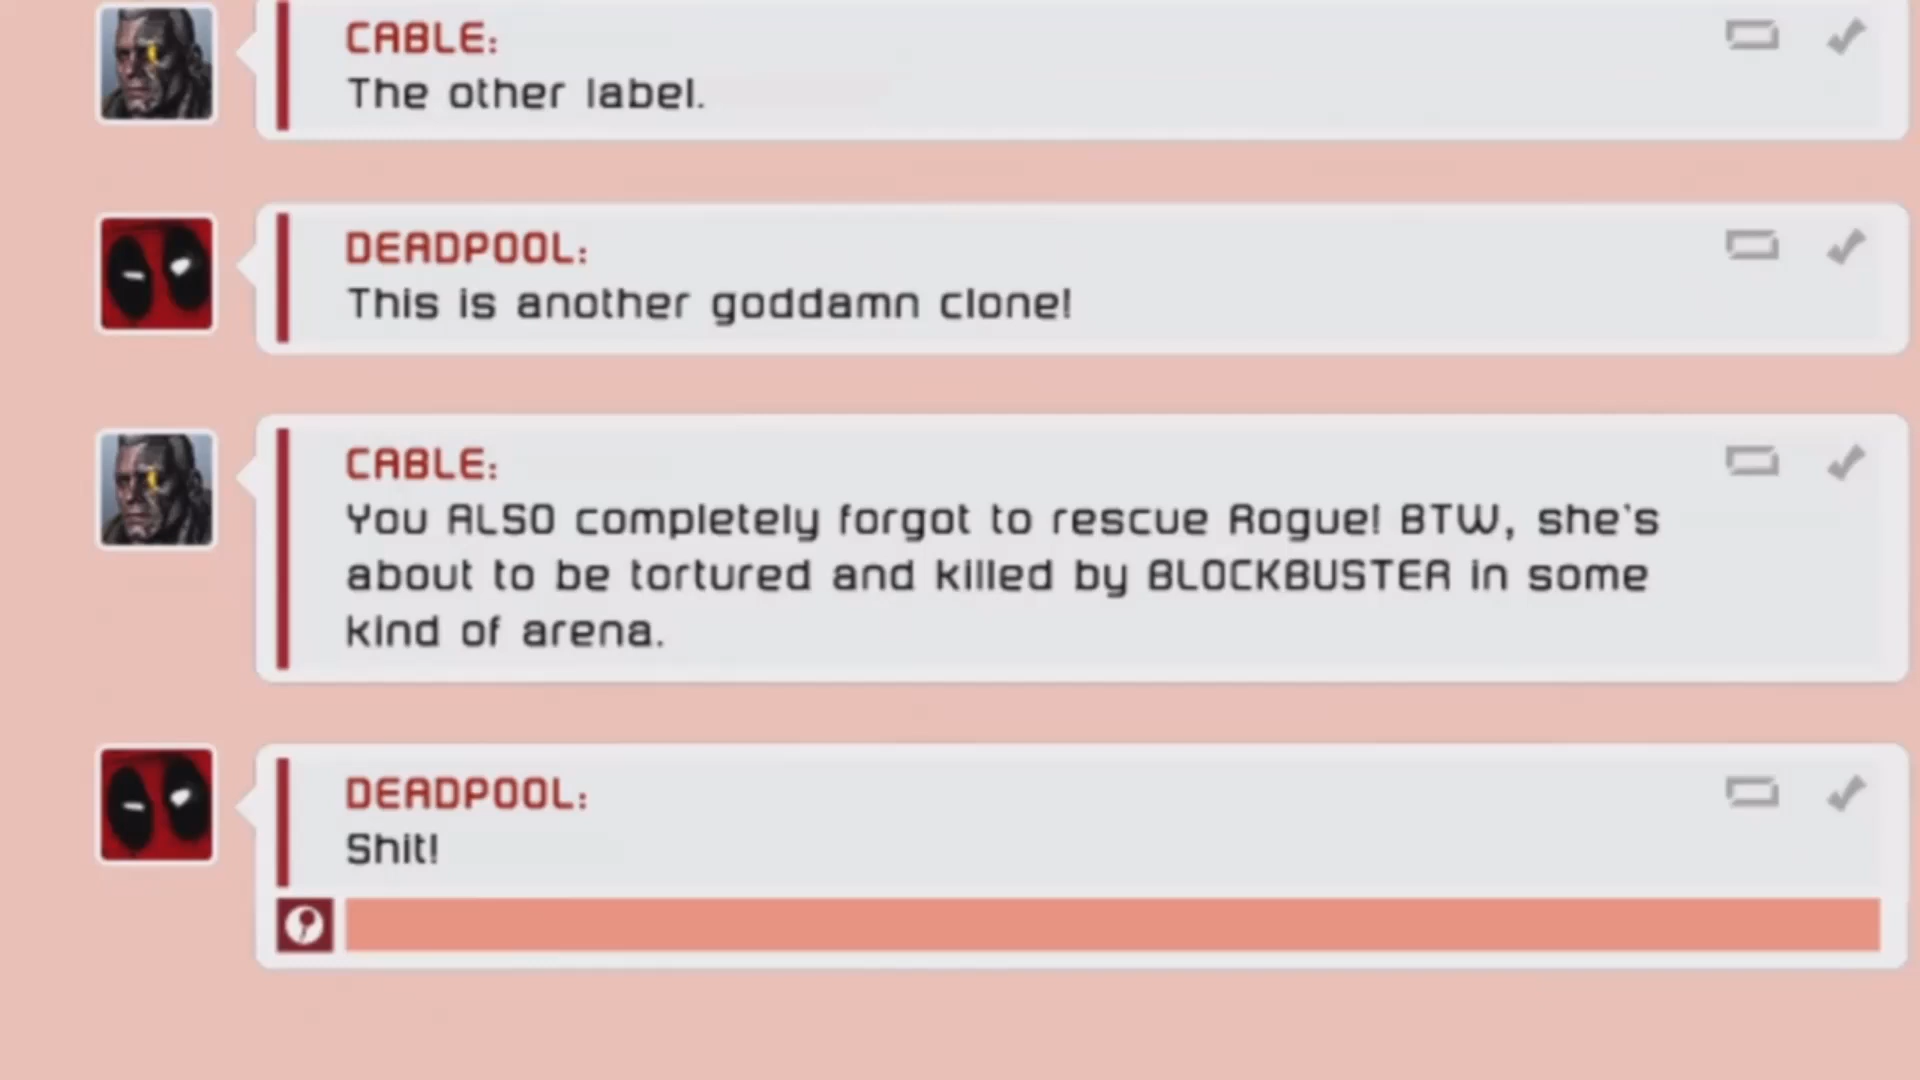 CABLE:
The other label.
DEADPOOL:
This is another goddamn clone!
CABLE:
You ALSO completely forgot to rescue Rogue! BTW, she's
about to be tortured and killed by BLOCKBUSTER in some
kind of arena.
DEADPOOL:
Shit!